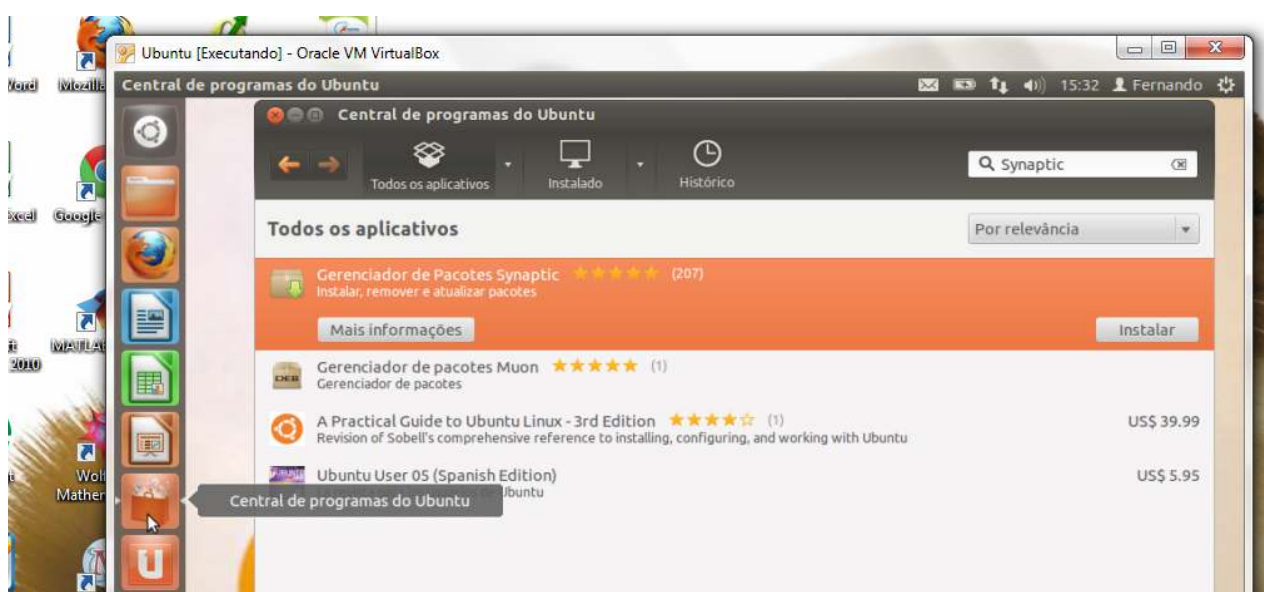 Ubuntu [Executando] - Oracle VM VirtualBox
Word
Mozilla
Central de programas do Ubuntu
15:32
Fernando
Central de programas do Ubuntu
Todos os aplicativos
Instalado
Histórico
Synaptic
Excel
Google
Todos os aplicativos
Por relevância
Gerenciador de Pacotes Synaptic
(207)
Instalar, remover e atualizar pacotes
Mais informações
Instalar
MATLAB
2010
Gerenciador de pacotes Muon
(1)
Gerenciador de pacotes
DEB
A Practical Guide to Ubuntu Linux - 3rd Edition
(1)
US$ 39.99
Revision of Sobell's comprehensive reference to installing, configuring, and working with Ubuntu
Ubuntu User 05 (Spanish Edition)
US$ 5.95
Ubuntu
Wolf
Mather
Central de programas do Ubuntu